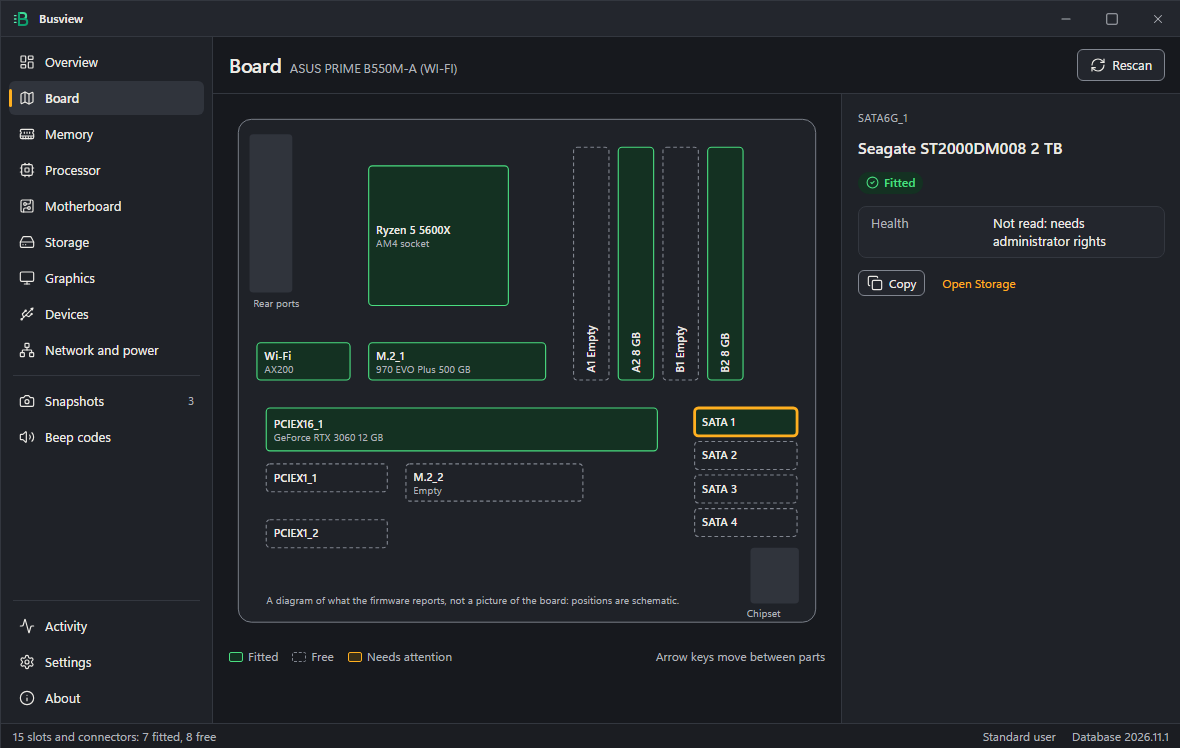 Busview
Overview
Board
Memory
Processor
Motherboard
Storage
Graphics
Devices
Network and power
Snapshots 3
Beep codes
Activity
Settings
About
Board ASUS PRIME B550M-A (WI-FI)
Rescan
Rear ports
Ryzen 5 5600X
AM4 socket
A1 Empty
A2 8 GB
B1 Empty
B2 8 GB
Wi-Fi
AX200
M.2_1
970 EVO Plus 500 GB
PCIEX16_1
GeForce RTX 3060 12 GB
PCIEX1_1
M.2_2
Empty
PCIEX1_2
SATA 1
SATA 2
SATA 3
SATA 4
Chipset
A diagram of what the firmware reports, not a picture of the board: positions are schematic.
Fitted Free Needs attention
Arrow keys move between parts
SATA6G_1
Seagate ST2000DM008 2 TB
Fitted
Health Not read: needs
administrator rights
Copy Open Storage
15 slots and connectors: 7 fitted, 8 free
Standard user Database 2026.11.1